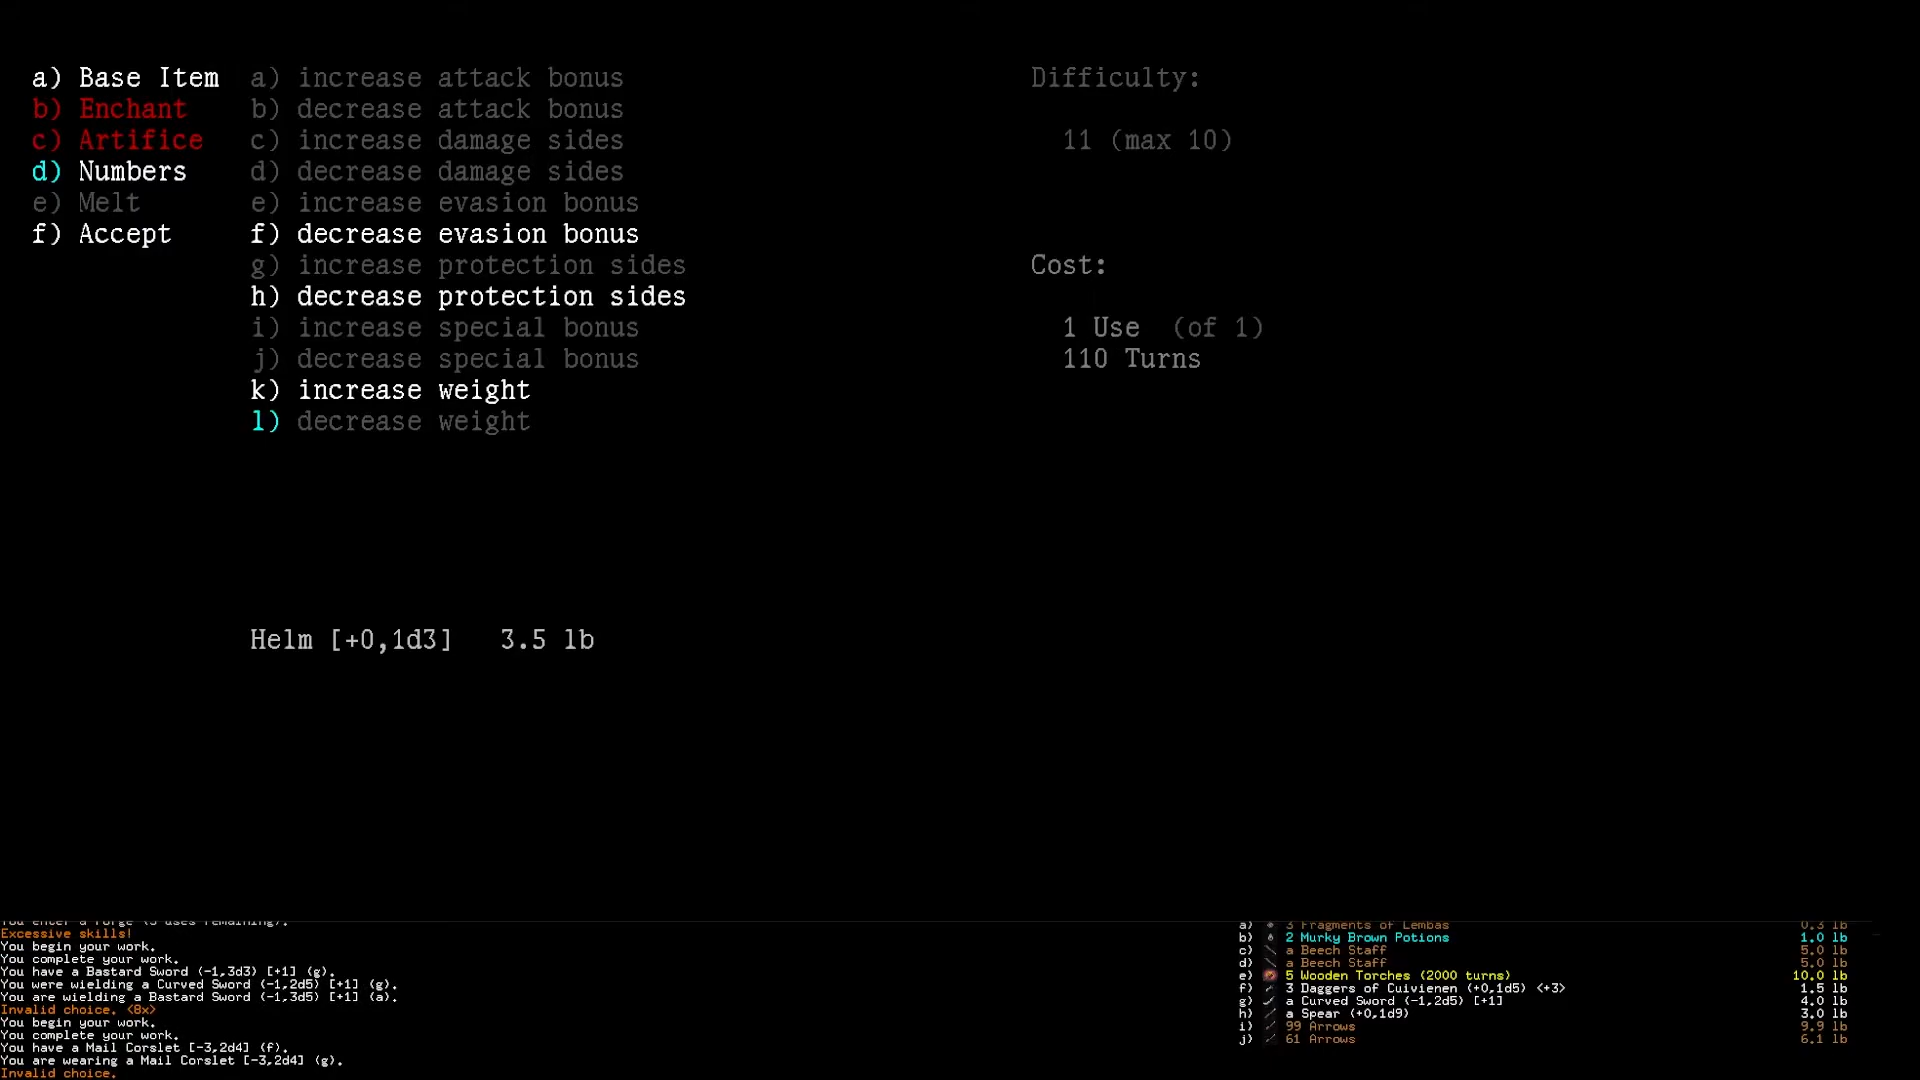 a) Base Item
b) Enchant
c) Artifice
d) Numbers
e) Melt
f) Accept
a) increase attack bonus
b) decrease attack bonus
c) increase damage sides
d) decrease damage sides
e) increase evasion bonus
f) decrease evasion bonus
g) increase protection sides
h) decrease protection sides
i) increase special bonus
j) decrease special bonus
k) increase weight
l) decrease weight
Difficulty:
11 (max 10)
Cost:
1 Use (of 1)
110 Turns
Helm [+0,1d3] 3.5 lb
You enter a Forge (3 uses remaining).
Excessive skills!
You begin your work.
You complete your work.
You have a Bastard Sword (-1,3d3) [+1] (g).
You were wielding a Curved Sword (-1,2d5) [+1] (g).
You are wielding a Bastard Sword (-1,3d5) [+1] (a).
Invalid choice. <8x>
You begin your work.
You complete your work.
You have a Mail Corslet [-3,2d4] (f).
You are wearing a Mail Corslet [-3,2d4] (g).
Invalid choice.
a) 3 Fragments of Lembas 0.3 lb
b) 2 Murky Brown Potions 1.0 lb
c) a Beech Staff 5.0 lb
d) a Beech Staff 5.0 lb
e) 5 Wooden Torches (2000 turns) 10.0 lb
f) 3 Daggers of Cuivienen (+0,1d5) <+3> 1.5 lb
g) a Curved Sword (-1,2d5) [+1] 4.0 lb
h) a Spear (+0,1d9) 3.0 lb
i) 99 Arrows 9.9 lb
j) 61 Arrows 6.1 lb